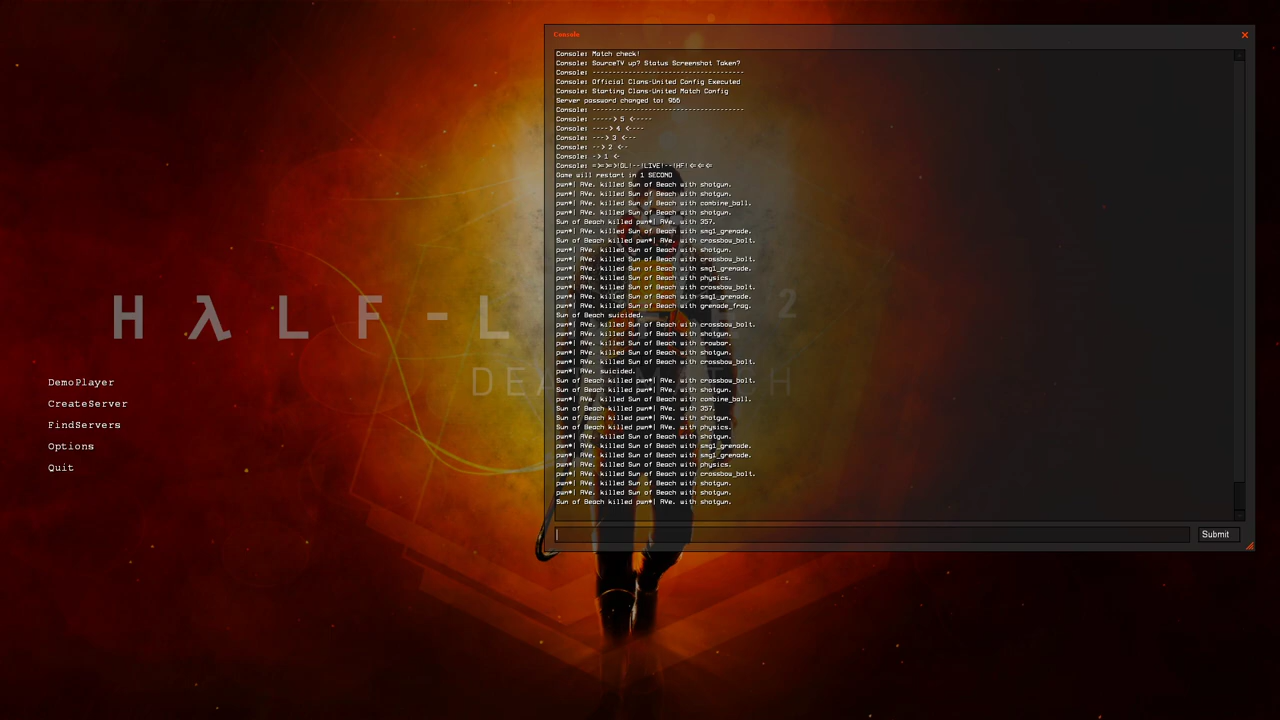 Console
Console: Match check!
Console: SourceTV up? Status Screenshot Taken?
Console: -------------------------------------
Console: Official Clans-United Config Executed
Console: Starting Clans-United Match Config
Server password changed to: 966
Console: -------------------------------------
Console: -----> 5 <-----
Console: ----> 4 <----
Console: ---> 3 <---
Console: --> 2 <--
Console: -> 1 <-
Console: =>=>=>!GL!--!LIVE!--!HF!<=<=<=
Game will restart in 1 SECOND
pwn*| AVe. killed Sun of Beach with shotgun.
pwn*| AVe. killed Sun of Beach with shotgun.
pwn*| AVe. killed Sun of Beach with combine_ball.
pwn*| AVe. killed Sun of Beach with shotgun.
Sun of Beach killed pwn*| AVe. with 357.
pwn*| AVe. killed Sun of Beach with smg1_grenade.
Sun of Beach killed pwn*| AVe. with crossbow_bolt.
pwn*| AVe. killed Sun of Beach with shotgun.
pwn*| AVe. killed Sun of Beach with crossbow_bolt.
pwn*| AVe. killed Sun of Beach with smg1_grenade.
pwn*| AVe. killed Sun of Beach with physics.
pwn*| AVe. killed Sun of Beach with crossbow_bolt.
pwn*| AVe. killed Sun of Beach with smg1_grenade.
pwn*| AVe. killed Sun of Beach with grenade_frag.
Sun of Beach suicided.
pwn*| AVe. killed Sun of Beach with crossbow_bolt.
pwn*| AVe. killed Sun of Beach with shotgun.
pwn*| AVe. killed Sun of Beach with crowbar.
pwn*| AVe. killed Sun of Beach with shotgun.
pwn*| AVe. killed Sun of Beach with crossbow_bolt.
pwn*| AVe. suicided.
Sun of Beach killed pwn*| AVe. with crossbow_bolt.
pwn*| AVe. killed Sun of Beach with shotgun.
pwn*| AVe. killed Sun of Beach with combine_ball.
Sun of Beach killed pwn*| AVe. with 357.
pwn*| AVe. killed Sun of Beach with shotgun.
Sun of Beach killed pwn*| AVe. with physics.
pwn*| AVe. killed Sun of Beach with shotgun.
pwn*| AVe. killed Sun of Beach with smg1_grenade.
pwn*| AVe. killed Sun of Beach with smg1_grenade.
pwn*| AVe. killed Sun of Beach with physics.
Sun of Beach killed pwn*| AVe. with crossbow_bolt.
pwn*| AVe. killed Sun of Beach with shotgun.
pwn*| AVe. killed Sun of Beach with shotgun.
Sun of Beach killed pwn*| AVe. with shotgun.
Submit
HλLF-L 2
DEATHMATCH
DemoPlayer
CreateServer
FindServers
Options
Quit